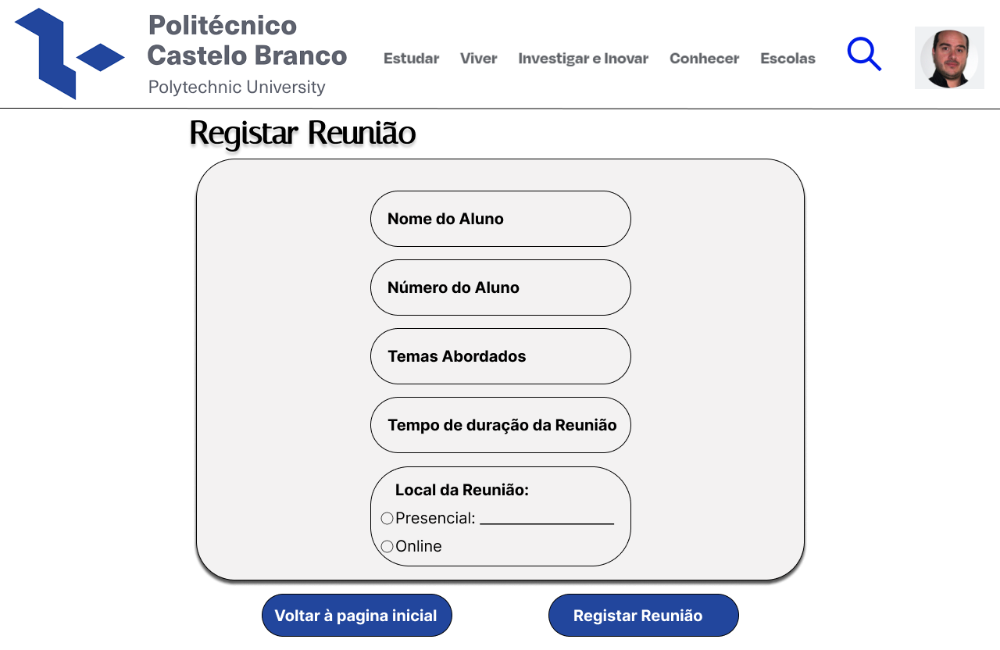 Politécnico
Castelo Branco
Polytechnic University
Estudar Viver Investigar e Inovar Conhecer Escolas
Registar Reunião
Nome do Aluno
Número do Aluno
Temas Abordados
Tempo de duração da Reunião
Local da Reunião:
Presencial: ________________
Online
Voltar à pagina inicial
Registar Reunião